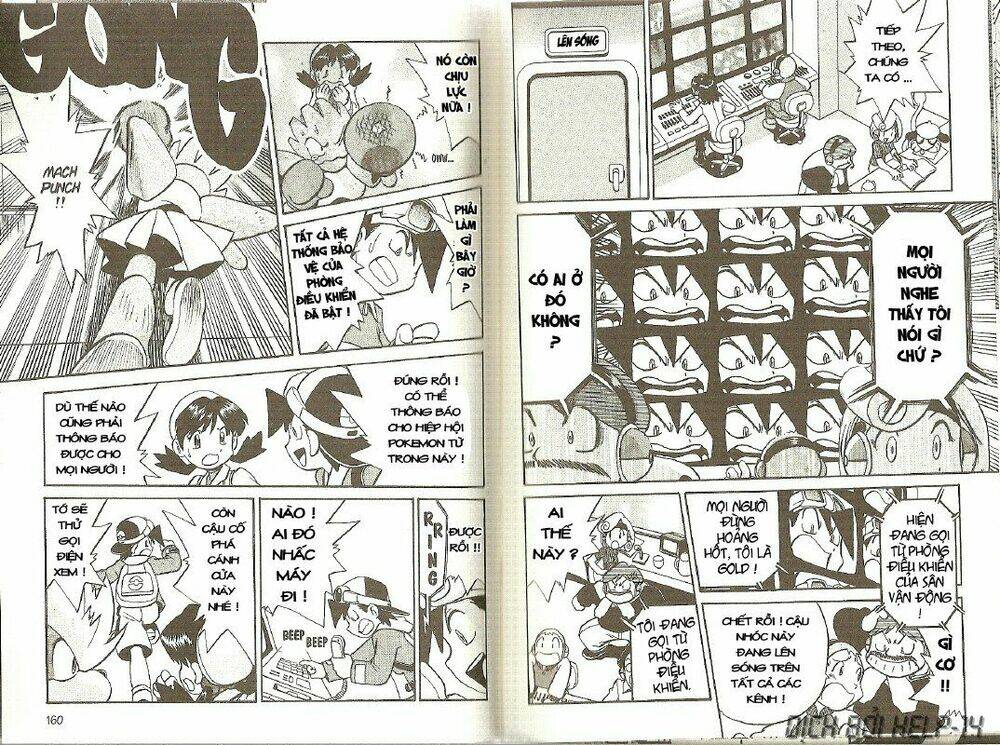 GONG
MACH
PUNCH
!!
NÓ CÒN
CHỊU
LỰC
NỮA !
OHW...
TẤT CẢ HỆ
THỐNG BẢO
VỆ CỦA
PHÒNG
ĐIỀU KHIỂN
ĐÃ BẬT !
PHẢI LÀM
GÌ
BÂY
GIỜ
?
DÙ THẾ NÀO
CŨNG PHẢI
THÔNG BÁO
ĐƯỢC CHO
MỌI NGƯỜI !
ĐÚNG RỒI !
CÓ THỂ
THÔNG BÁO
CHO HIỆP HỘI
POKEMON TỪ
TRONG NÀY !
TỚ SẼ
THỬ
GỌI
ĐIỆN
XEM !
CÒN
CẬU CỐ
PHÁ
CÁNH
CỬA
NÀY
NHÉ !
NÀO !
AI ĐÓ
NHẤC
MÁY
ĐI !
BEEP
BEEP
RRING
ĐƯỢC
RỒI !!
160
LÊN SÓNG
TIẾP
THEO,
CHÚNG
TA CÓ ...
CÓ AI Ở
ĐÓ
KHÔNG
?
MỌI
NGƯỜI
NGHE
THẤY TÔI
NÓI GÌ
CHỨ ?
AI
THẾ
NÀY ?
TÔI ĐANG
GỌI TỪ
PHÒNG
ĐIỀU
KHIỂN.
MỌI NGƯỜI
ĐỪNG
HOẢNG
HỐT, TÔI LÀ
GOLD !
HIỆN
ĐANG GỌI
TỪ PHÒNG
ĐIỀU KHIỂN
CỦA SÂN
VẬN ĐỘNG !
CHẾT RỒI ! CẬU
NHÓC NÀY
ĐANG LÊN
SÓNG TRÊN
TẤT CẢ CÁC
KÊNH !
GÌ
CƠ
!!
DỊCH BỞI HELP-14